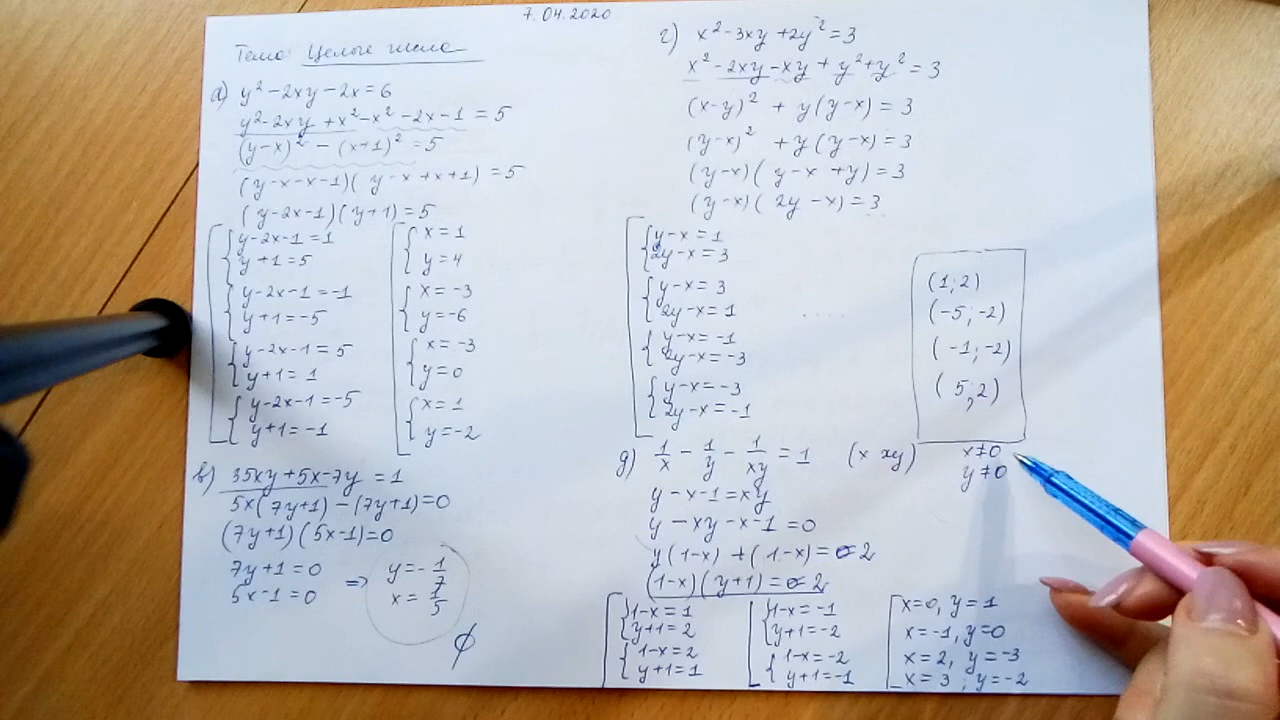 7.04.2020
Тема: Целые числа
а) y² - 2xy - 2x = 6
y² - 2xy + x² - x² - 2x - 1 = 5
(y-x)² - (x+1)² = 5
(y-x-x-1)(y-x+x+1) = 5
(y-2x-1)(y+1) = 5
y-2x-1 = 1
y+1 = 5
y-2x-1 = -1
y+1 = -5
y-2x-1 = 5
y+1 = 1
y-2x-1 = -5
y+1 = -1
x = 1
y = 4
x = -3
y = -6
x = -3
y = 0
x = 1
y = -2
в) 35xy + 5x - 7y = 1
5x(7y+1) - (7y+1) = 0
(7y+1)(5x-1) = 0
7y+1 = 0
5x-1 = 0
=> y = -1/7
x = 1/5
∅
г) x² - 3xy + 2y² = 3
x² - 2xy - xy + y² + y² = 3
(x-y)² + y(y-x) = 3
(y-x)² + y(y-x) = 3
(y-x)(y-x+y) = 3
(y-x)(2y-x) = 3
y-x = 1
2y-x = 3
y-x = 3
2y-x = 1
y-x = -1
2y-x = -3
y-x = -3
2y-x = -1
....
(1; 2)
(-5; -2)
(-1; -2)
(5; 2)
д) 1/x - 1/y - 1/xy = 1 (x xy) x≠0
y≠0
y - x - 1 = xy
y - xy - x - 1 = 0
y(1-x) + (1-x) = 2
(1-x)(y+1) = 2
1-x = 1
y+1 = 2
1-x = 2
y+1 = 1
1-x = -1
y+1 = -2
1-x = -2
y+1 = -1
x=0, y=1
x=-1, y=0
x=2, y=-3
x=3, y=-2